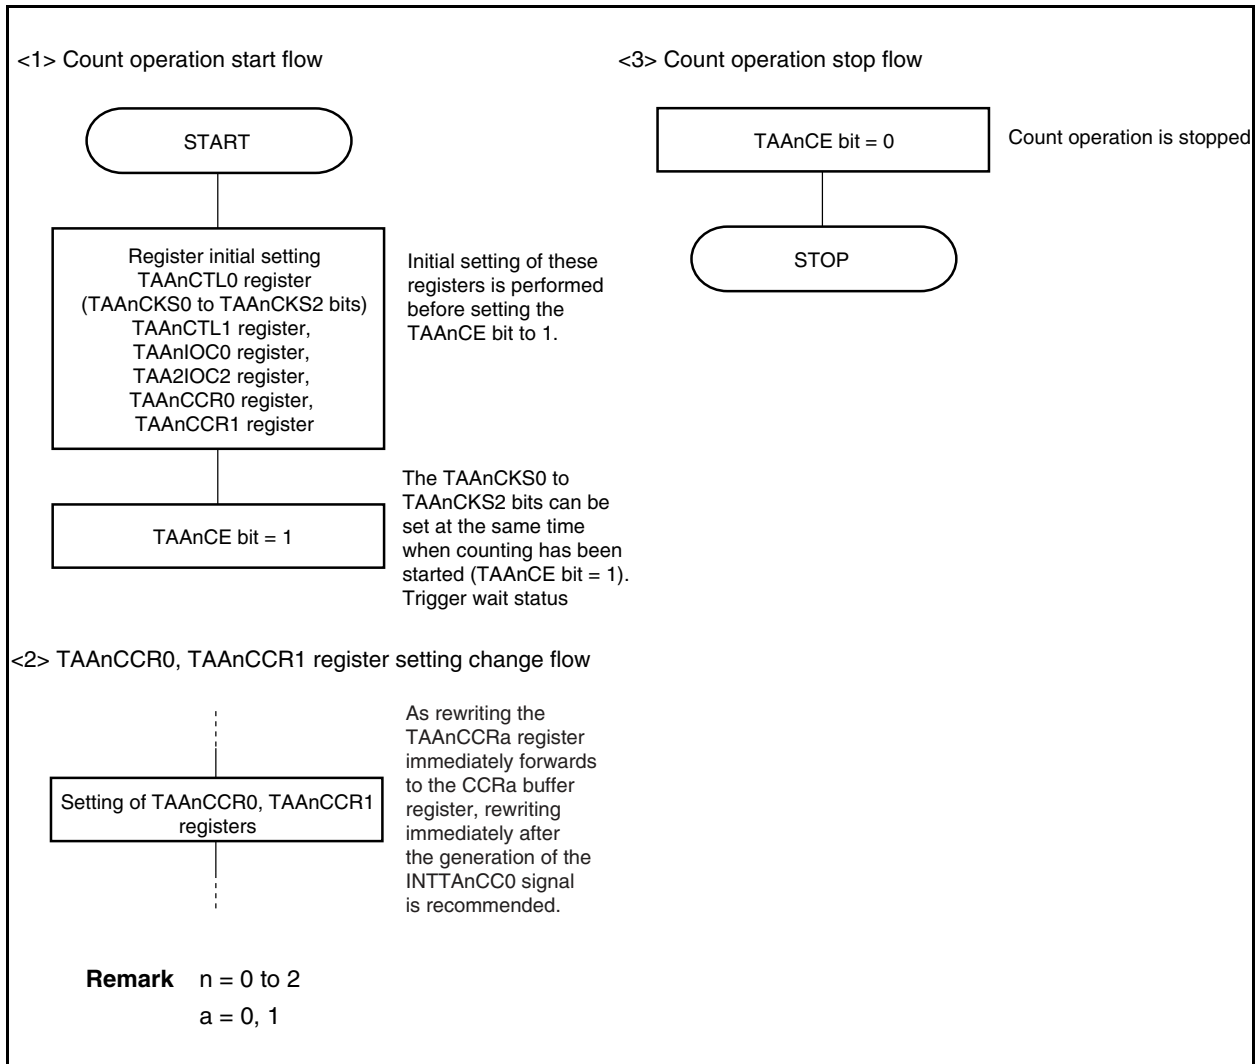 <1> Count operation start flow
START
Register initial setting
TAAnCTL0 register
(TAAnCKS0 to TAAnCKS2 bits)
TAAnCTL1 register,
TAAnIOC0 register,
TAA2IOC2 register,
TAAnCCR0 register,
TAAnCCR1 register
Initial setting of these
registers is performed
before setting the
TAAnCE bit to 1.
TAAnCE bit = 1
The TAAnCKS0 to
TAAnCKS2 bits can be
set at the same time
when counting has been
started (TAAnCE bit = 1).
Trigger wait status
<2> TAAnCCR0, TAAnCCR1 register setting change flow
Setting of TAAnCCR0, TAAnCCR1
registers
As rewriting the
TAAnCCRa register
immediately forwards
to the CCRa buffer
register, rewriting
immediately after
the generation of the
INTTAnCC0 signal
is recommended.
<3> Count operation stop flow
TAAnCE bit = 0
Count operation is stopped
STOP
Remark n = 0 to 2
a = 0, 1